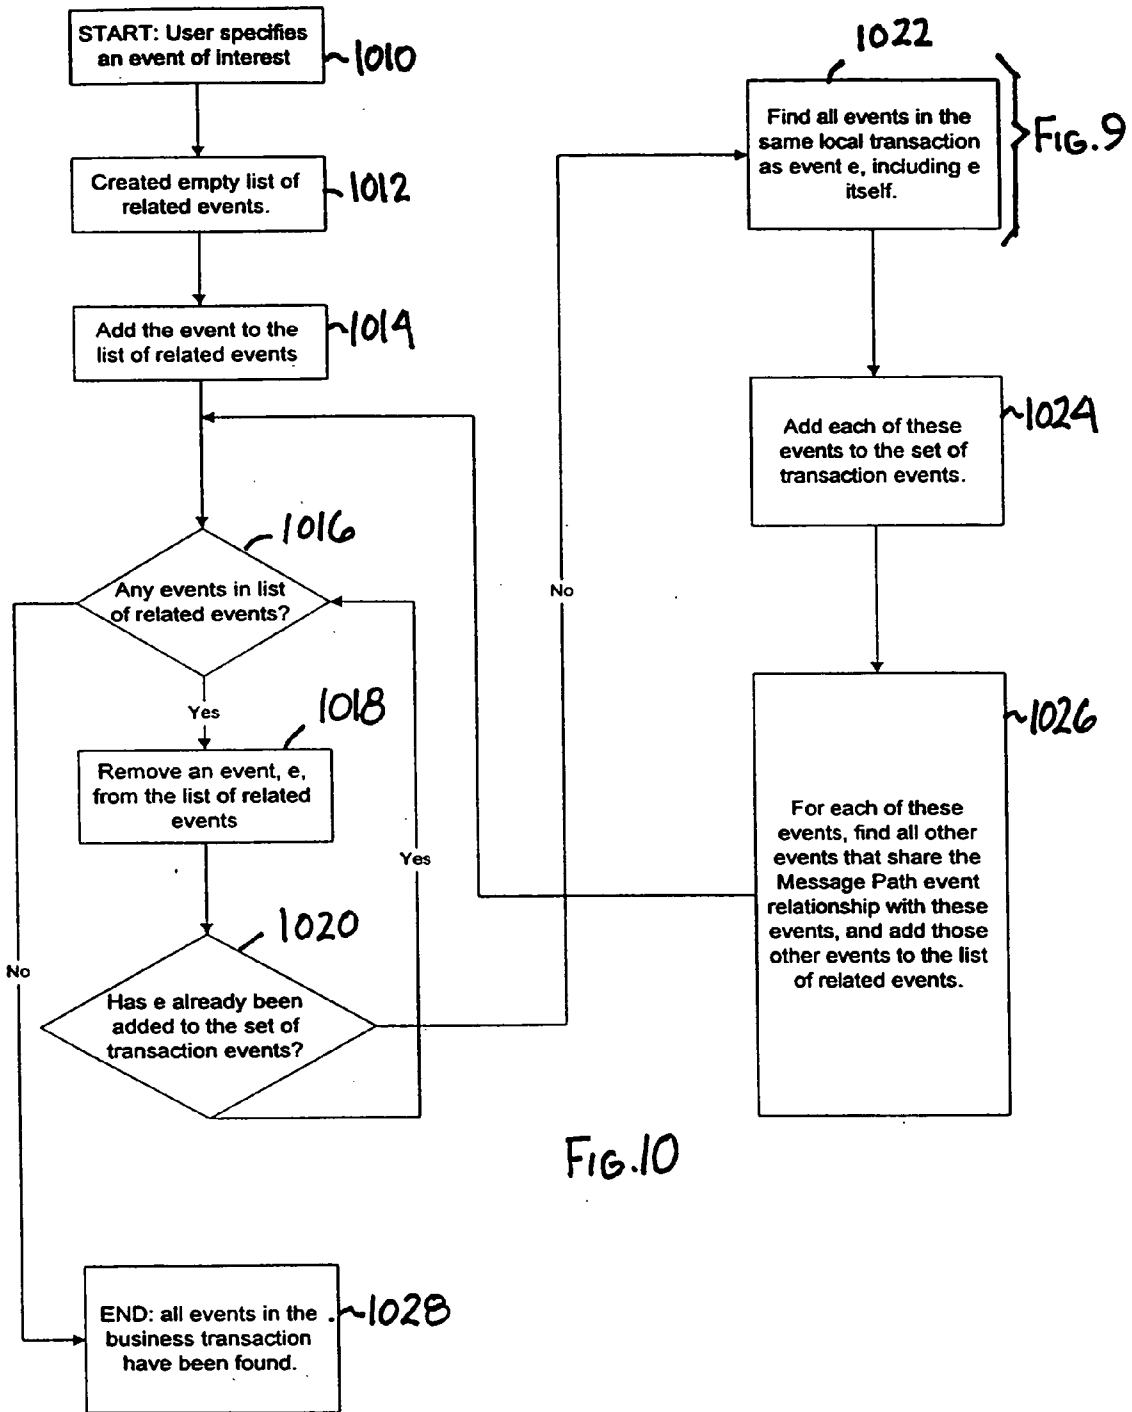 START: User specifies
an event of interest
1010
Created empty list of
related events.
1012
Add the event to the
list of related events
1014
Any events in list
of related events?
1016
Yes
Remove an event, e,
from the list of related
events
1018
Has e already been
added to the set of
transaction events?
1020
Yes
No
No
1022
Find all events in the
same local transaction
as event e, including e
itself.
FIG.9
Add each of these
events to the set of
transaction events.
1024
For each of these
events, find all other
events that share the
Message Path event
relationship with these
events, and add those
other events to the list
of related events.
1026
FIG.10
END: all events in the
business transaction
have been found.
1028